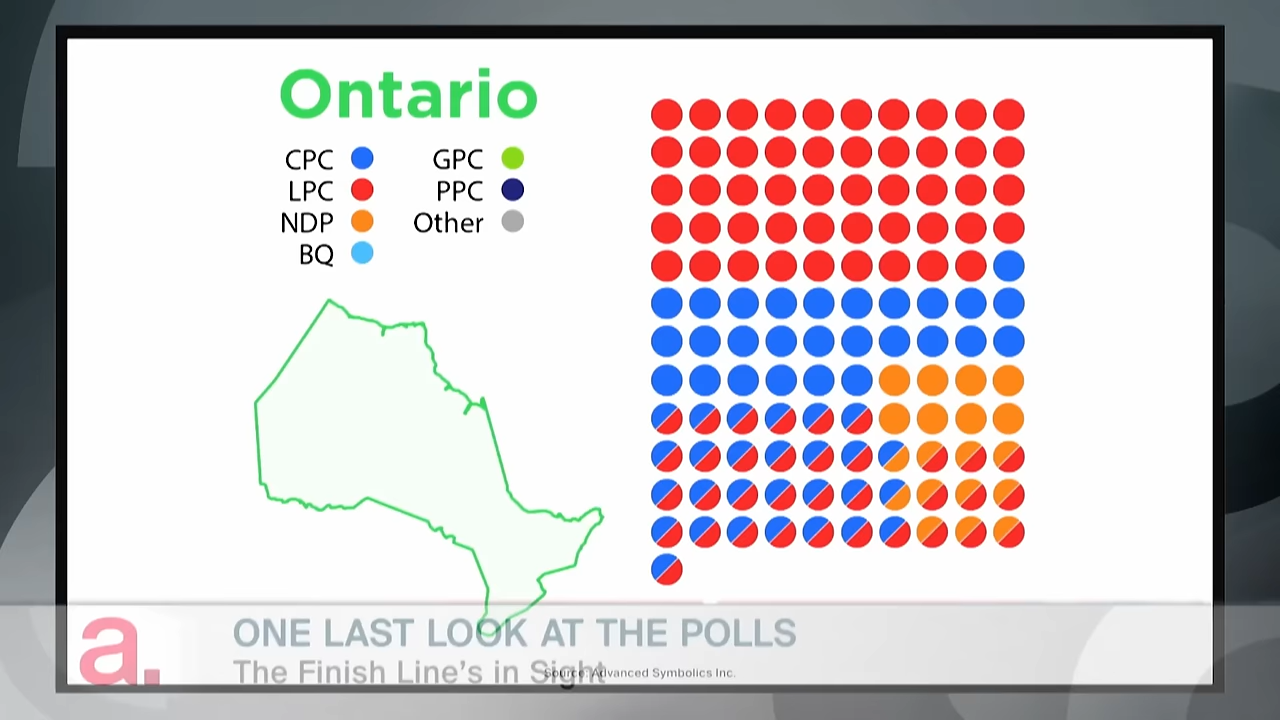 Ontario
CPC GPC
LPC PPC
NDP Other
BQ
a.
ONE LAST LOOK AT THE POLLS
The Finish Line's in Sight
Source: Advanced Symbolics Inc.